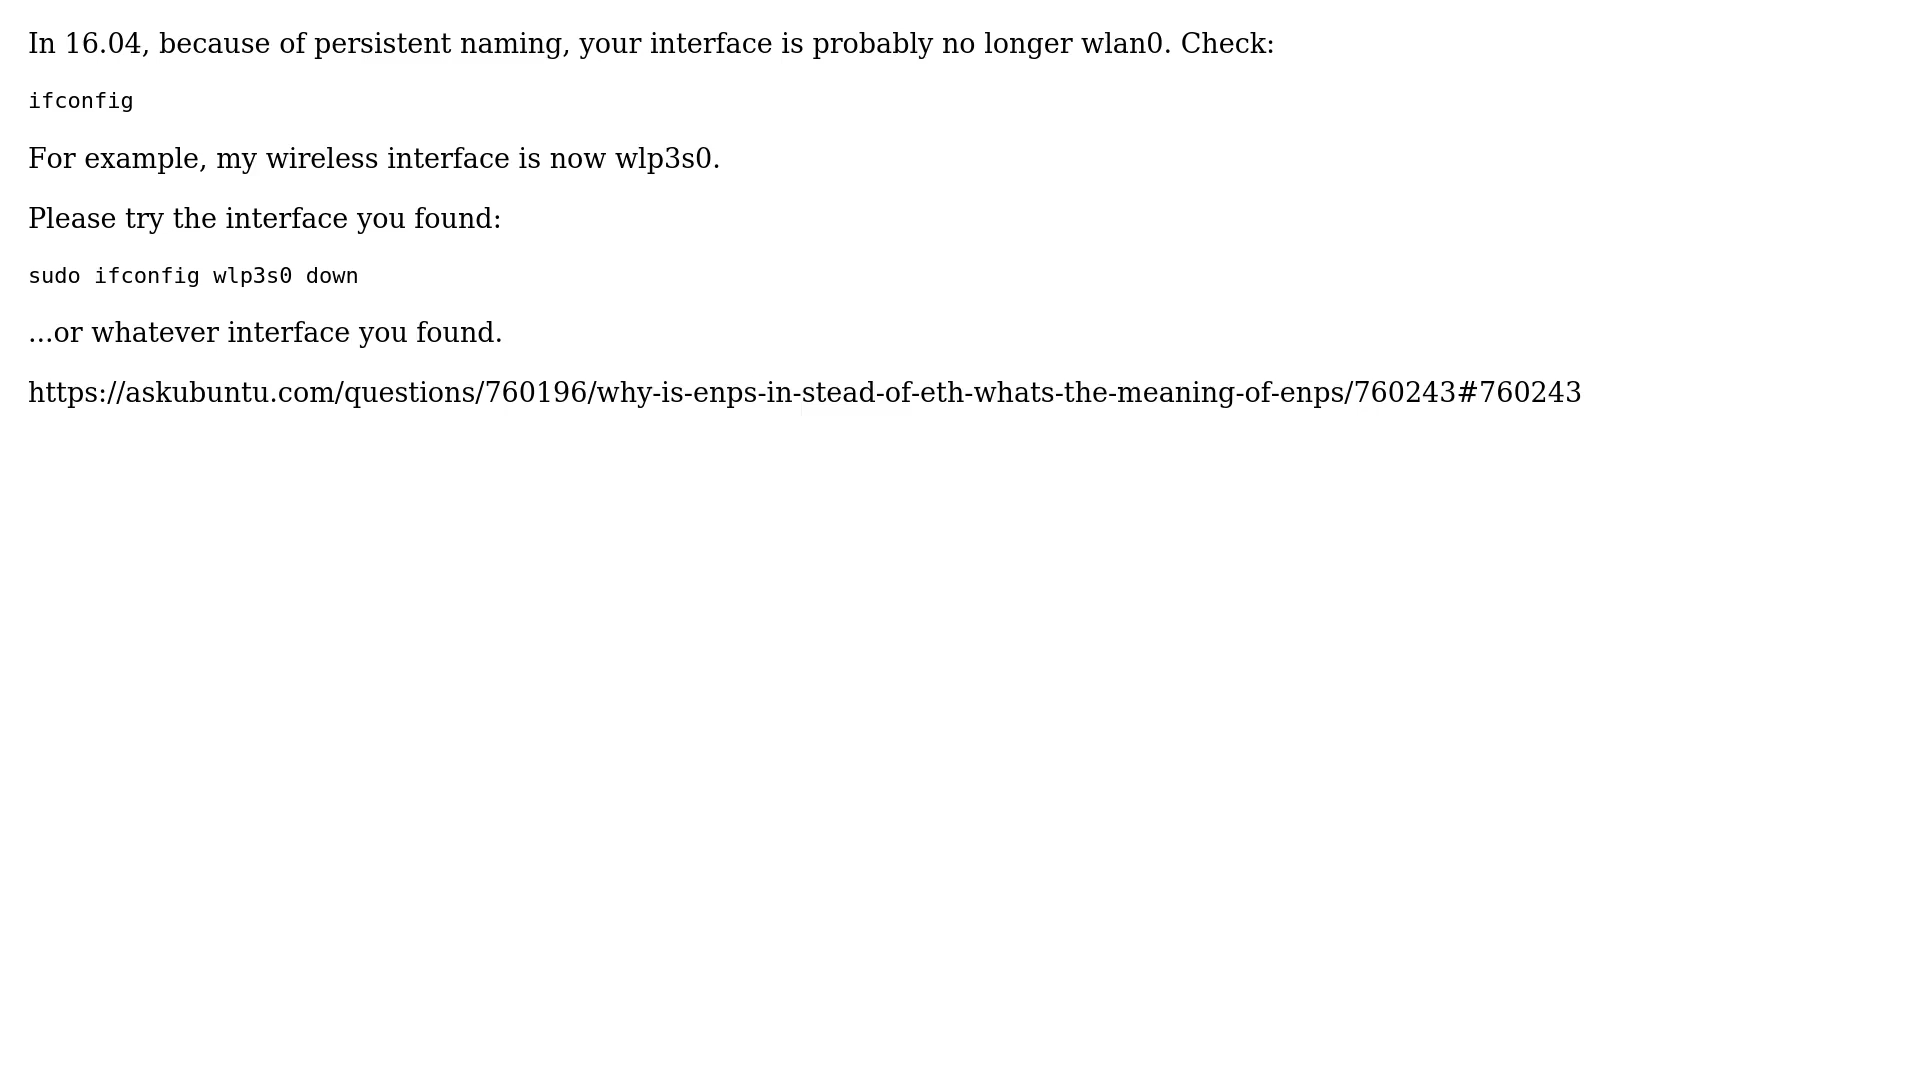 In 16.04, because of persistent naming, your interface is probably no longer wlan0. Check:
ifconfig
For example, my wireless interface is now wlp3s0.
Please try the interface you found:
sudo ifconfig wlp3s0 down
...or whatever interface you found.
https://askubuntu.com/questions/760196/why-is-enps-in-stead-of-eth-whats-the-meaning-of-enps/760243#760243